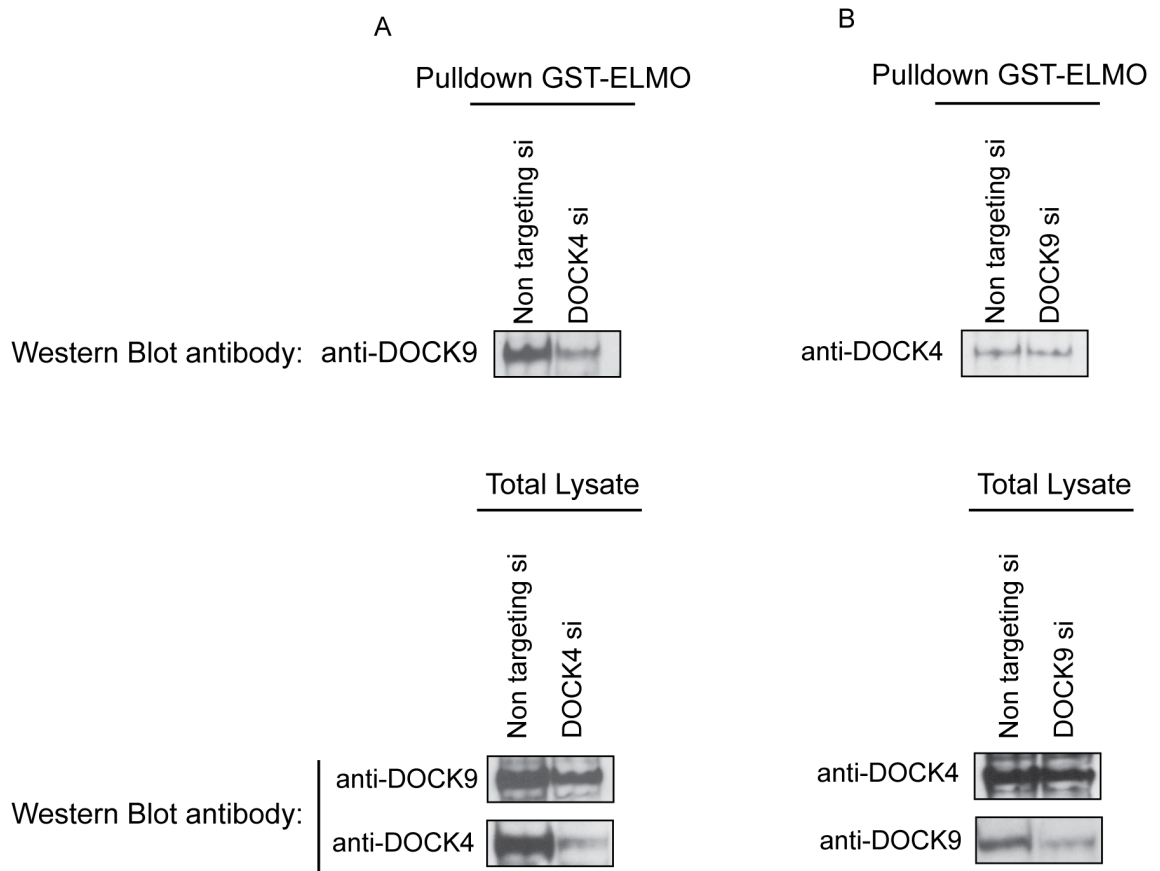 A
Pulldown GST-ELMO
Non targeting si
DOCK4 si
Western Blot antibody: anti-DOCK9
Total Lysate
Non targeting si
DOCK4 si
Western Blot antibody:
anti-DOCK9
anti-DOCK4
B
Pulldown GST-ELMO
Non targeting si
DOCK9 si
anti-DOCK4
Total Lysate
Non targeting si
DOCK9 si
anti-DOCK4
anti-DOCK9